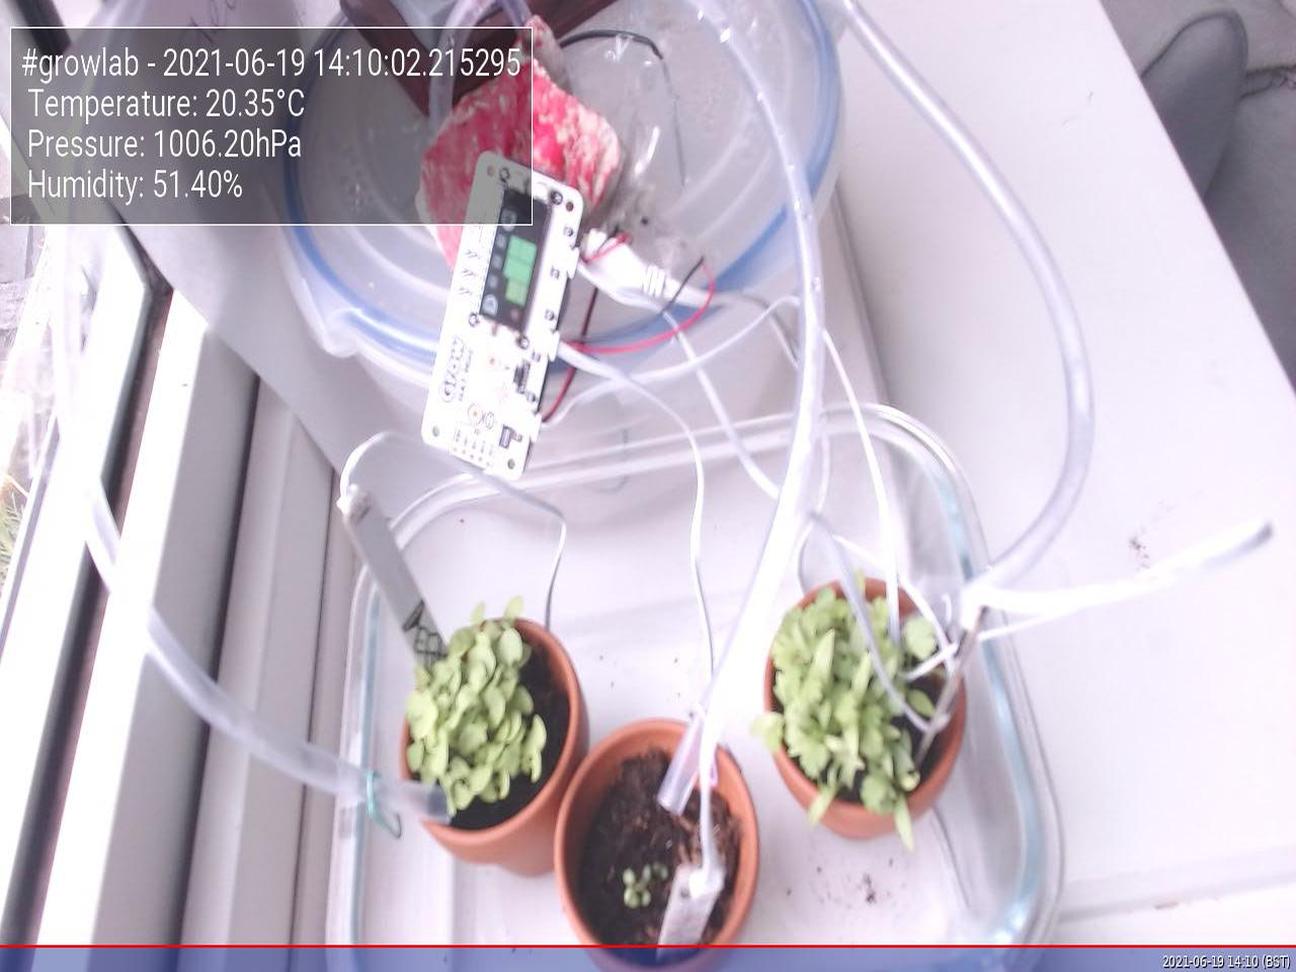 #growlab - 2021-06-19 14:10:02.215295
Temperature: 20.35°C
Pressure: 1006.20hPa
Humidity: 51.40%
2021-06-19 14:10 (BST)